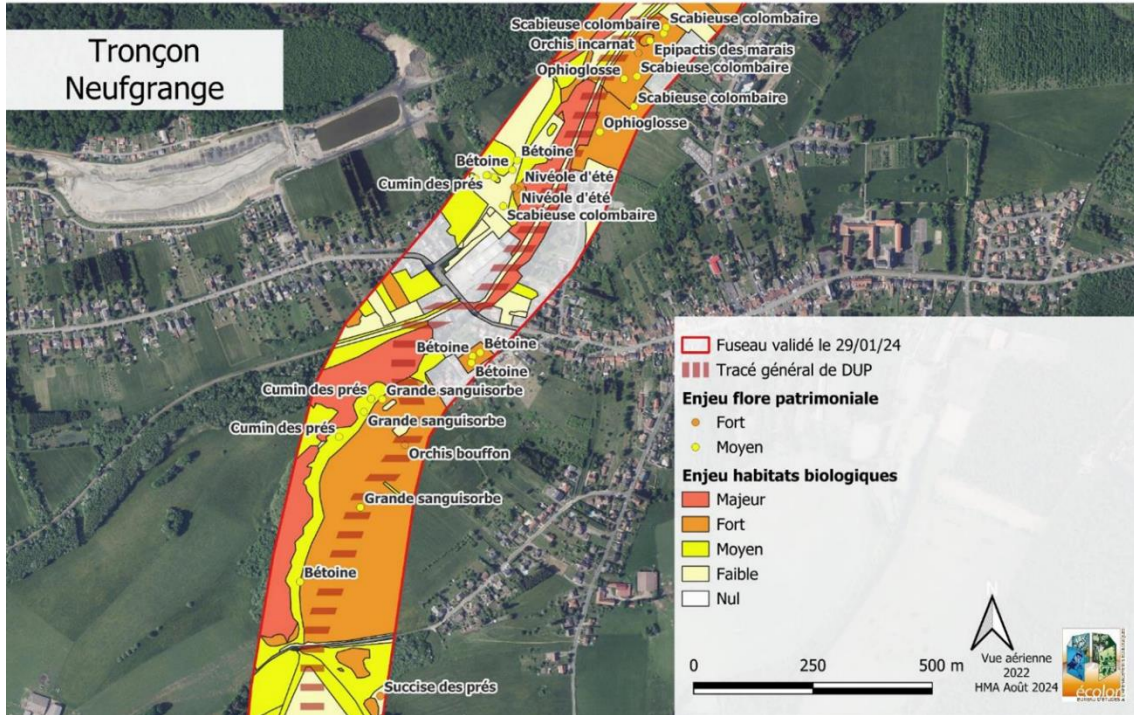 Tronçon
Neufgrange
Scabieuse colombaire
Scabieuse colombaire
Orchis incarnat
Epipactis des marais
Ophioglosse
Scabieuse colombaire
Scabieuse colombaire
Ophioglosse
Bétoine
Bétoine
Cumin des prés
Nivéole d'été
Nivéole d'été
Scabieuse colombaire
Bétoine
Bétoine
Bétoine
Cumin des prés
Grande sanguisorbe
Grande sanguisorbe
Cumin des prés
Orchis bouffon
Grande sanguisorbe
Bétoine
Succise des prés
Fuseau validé le 29/01/24
Tracé général de DUP
Enjeu flore patrimoniale
Fort
Moyen
Enjeu habitats biologiques
Majeur
Fort
Moyen
Faible
Nul
N
0 250 500 m
Vue aérienne
2022
HMA Août 2024
écolor